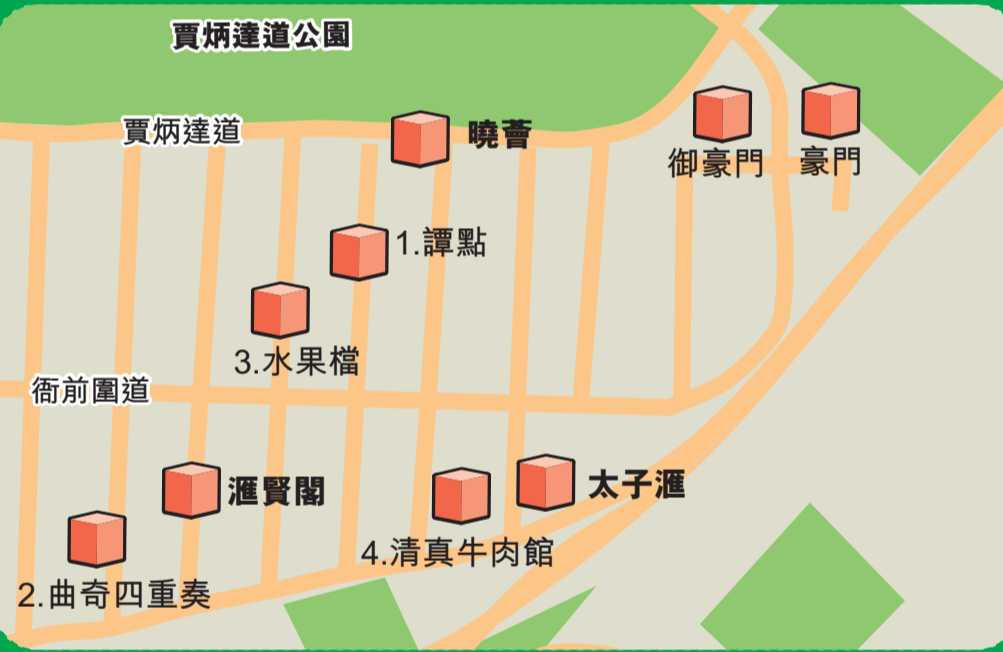 賈炳達道公園
賈炳達道
曉薈
御豪門
豪門
1.譚點
3.水果檔
衙前圍道
滙賢閣
太子滙
4.清真牛肉館
2.曲奇四重奏